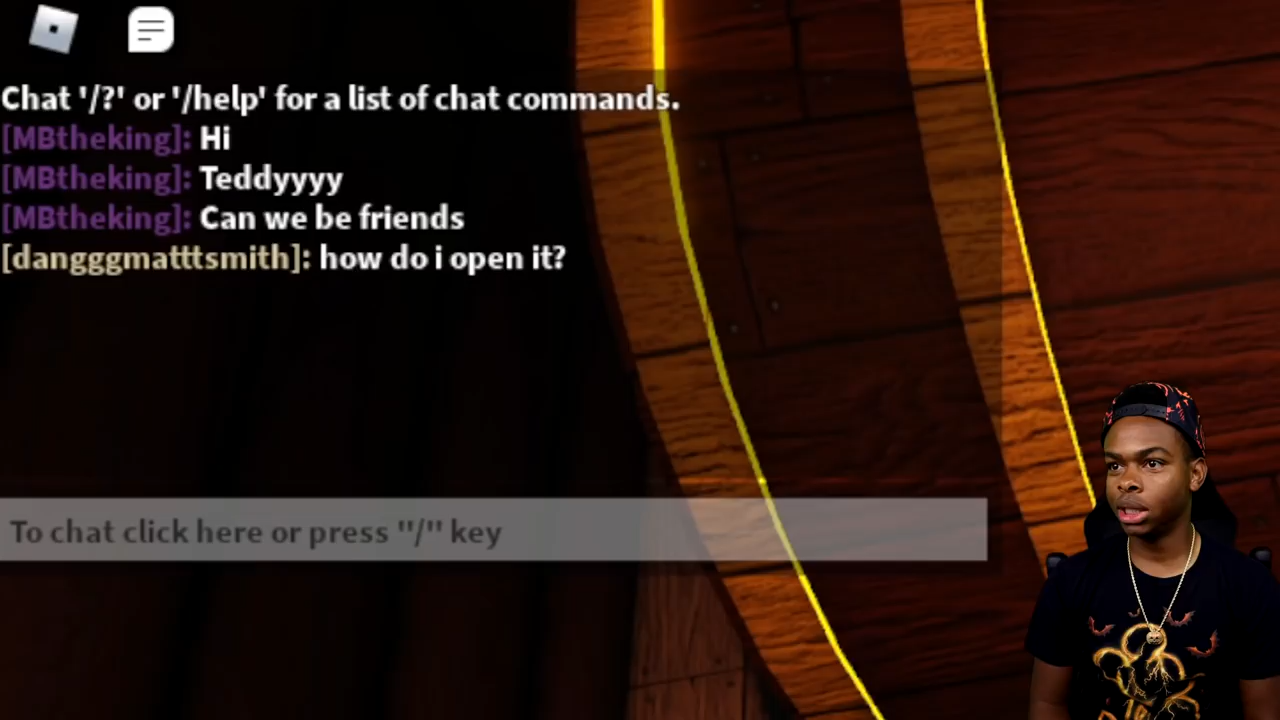 Chat '/?' or '/help' for a list of chat commands.
[MBtheking]: Hi
[MBtheking]: Teddyyyy
[MBtheking]: Can we be friends
[dangggmatttsmith]: how do i open it?
To chat click here or press "/" key